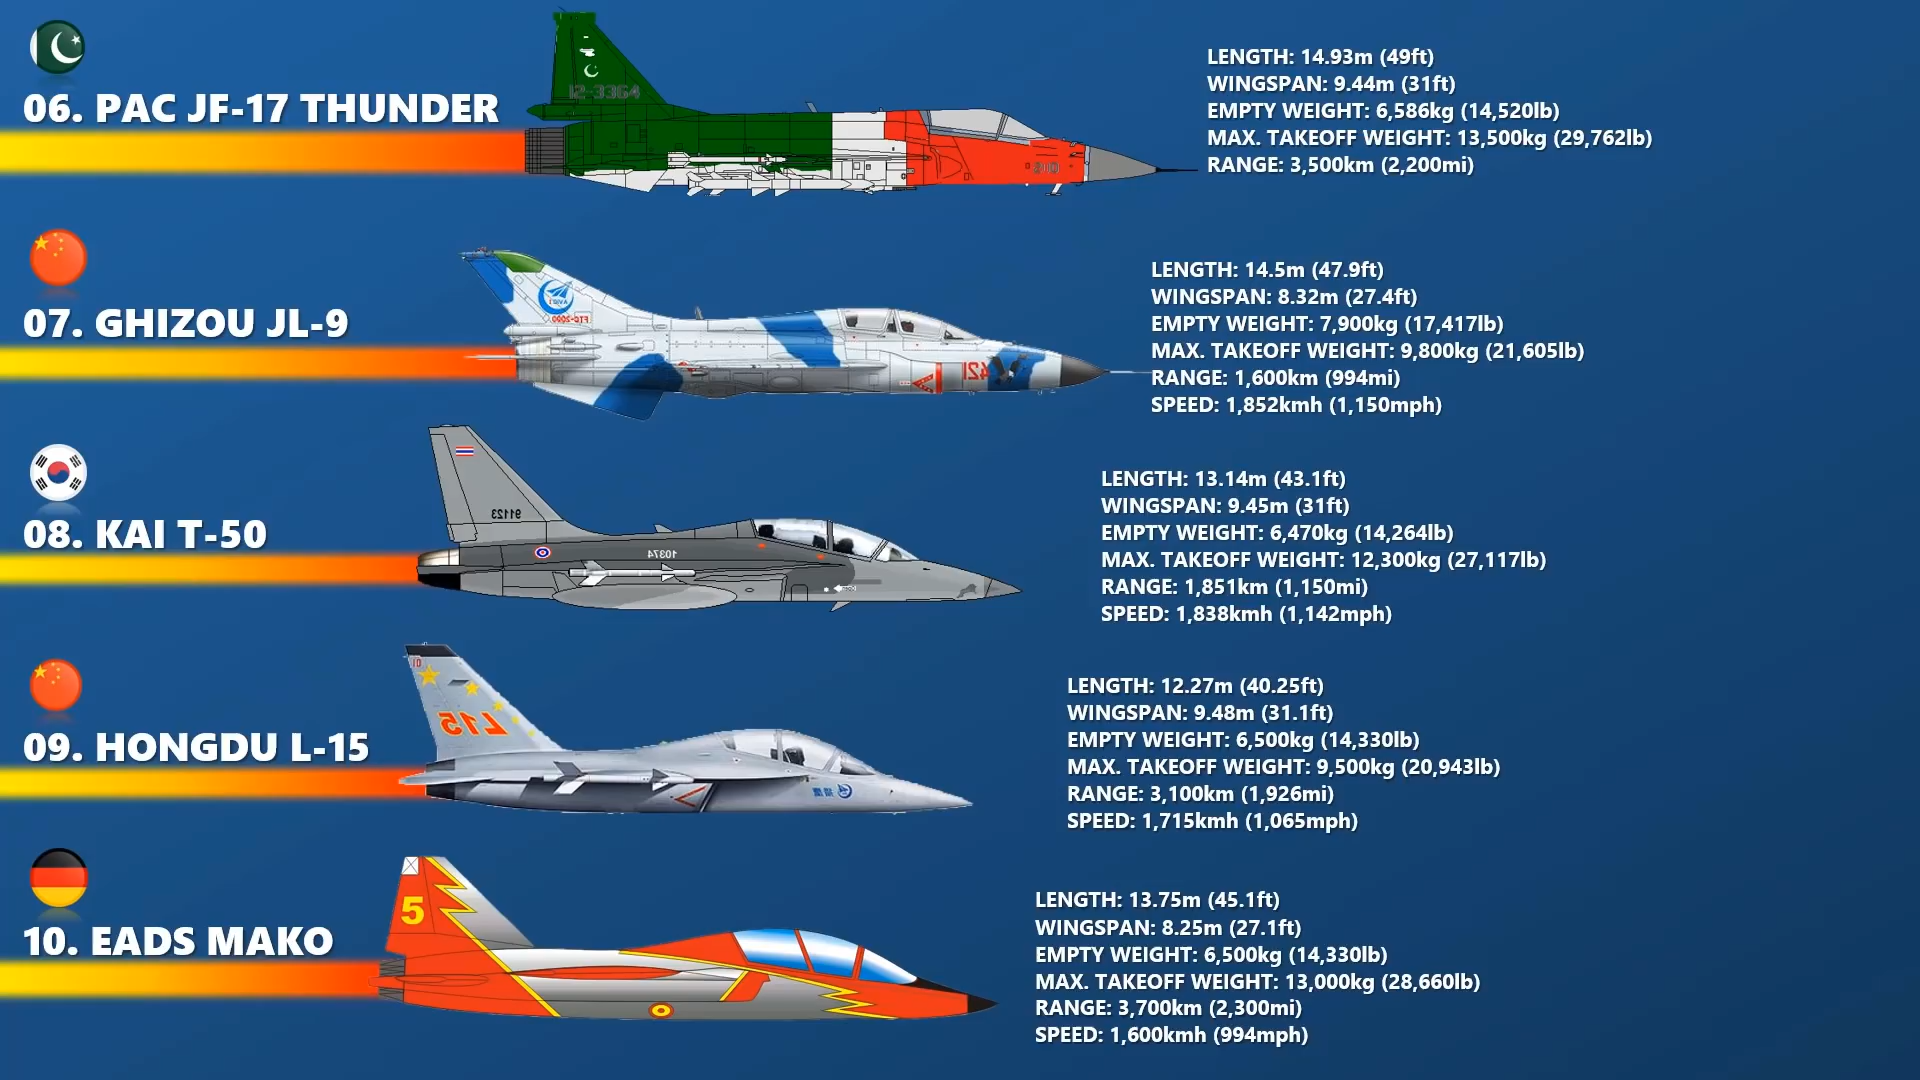 06. PAC JF-17 THUNDER
12-3364
LENGTH: 14.93m (49ft)
WINGSPAN: 9.44m (31ft)
EMPTY WEIGHT: 6,586kg (14,520lb)
MAX. TAKEOFF WEIGHT: 13,500kg (29,762lb)
RANGE: 3,500km (2,200mi)
07. GHIZOU JL-9
FTC-2000
421
LENGTH: 14.5m (47.9ft)
WINGSPAN: 8.32m (27.4ft)
EMPTY WEIGHT: 7,900kg (17,417lb)
MAX. TAKEOFF WEIGHT: 9,800kg (21,605lb)
RANGE: 1,600km (994mi)
SPEED: 1,852kmh (1,150mph)
08. KAI T-50
91123
10374
LENGTH: 13.14m (43.1ft)
WINGSPAN: 9.45m (31ft)
EMPTY WEIGHT: 6,470kg (14,264lb)
MAX. TAKEOFF WEIGHT: 12,300kg (27,117lb)
RANGE: 1,851km (1,150mi)
SPEED: 1,838kmh (1,142mph)
09. HONGDU L-15
L15
LENGTH: 12.27m (40.25ft)
WINGSPAN: 9.48m (31.1ft)
EMPTY WEIGHT: 6,500kg (14,330lb)
MAX. TAKEOFF WEIGHT: 9,500kg (20,943lb)
RANGE: 3,100km (1,926mi)
SPEED: 1,715kmh (1,065mph)
10. EADS MAKO
5
LENGTH: 13.75m (45.1ft)
WINGSPAN: 8.25m (27.1ft)
EMPTY WEIGHT: 6,500kg (14,330lb)
MAX. TAKEOFF WEIGHT: 13,000kg (28,660lb)
RANGE: 3,700km (2,300mi)
SPEED: 1,600kmh (994mph)